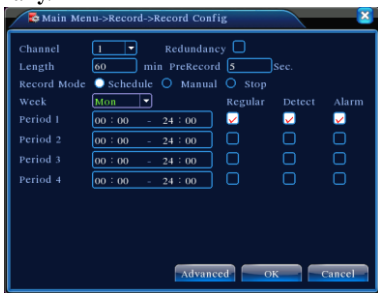 Main Menu->Record->Record Config
Channel 1 Redundancy
Length 60 min PreRecord 5 Sec.
Record Mode Schedule Manual Stop
Week Mon Regular Detect Alarm
Period 1 00 : 00 - 24 : 00
Period 2 00 : 00 - 24 : 00
Period 3 00 : 00 - 24 : 00
Period 4 00 : 00 - 24 : 00
Advanced OK Cancel